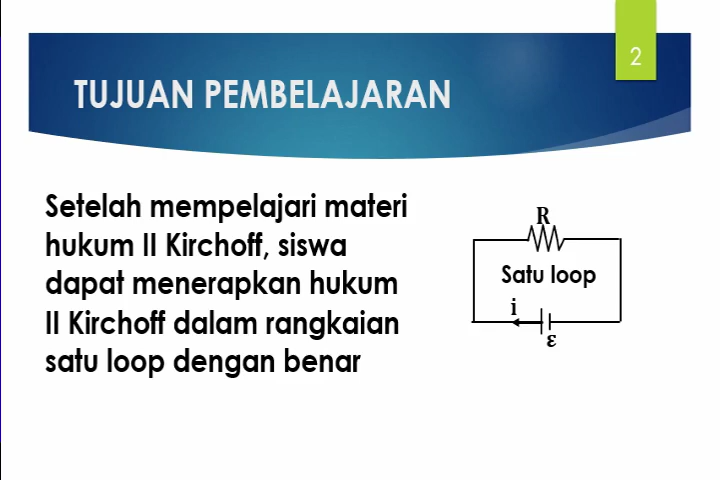 2
TUJUAN PEMBELAJARAN
Setelah mempelajari materi
hukum II Kirchoff, siswa
dapat menerapkan hukum
II Kirchoff dalam rangkaian
satu loop dengan benar
R
Satu loop
i
ε